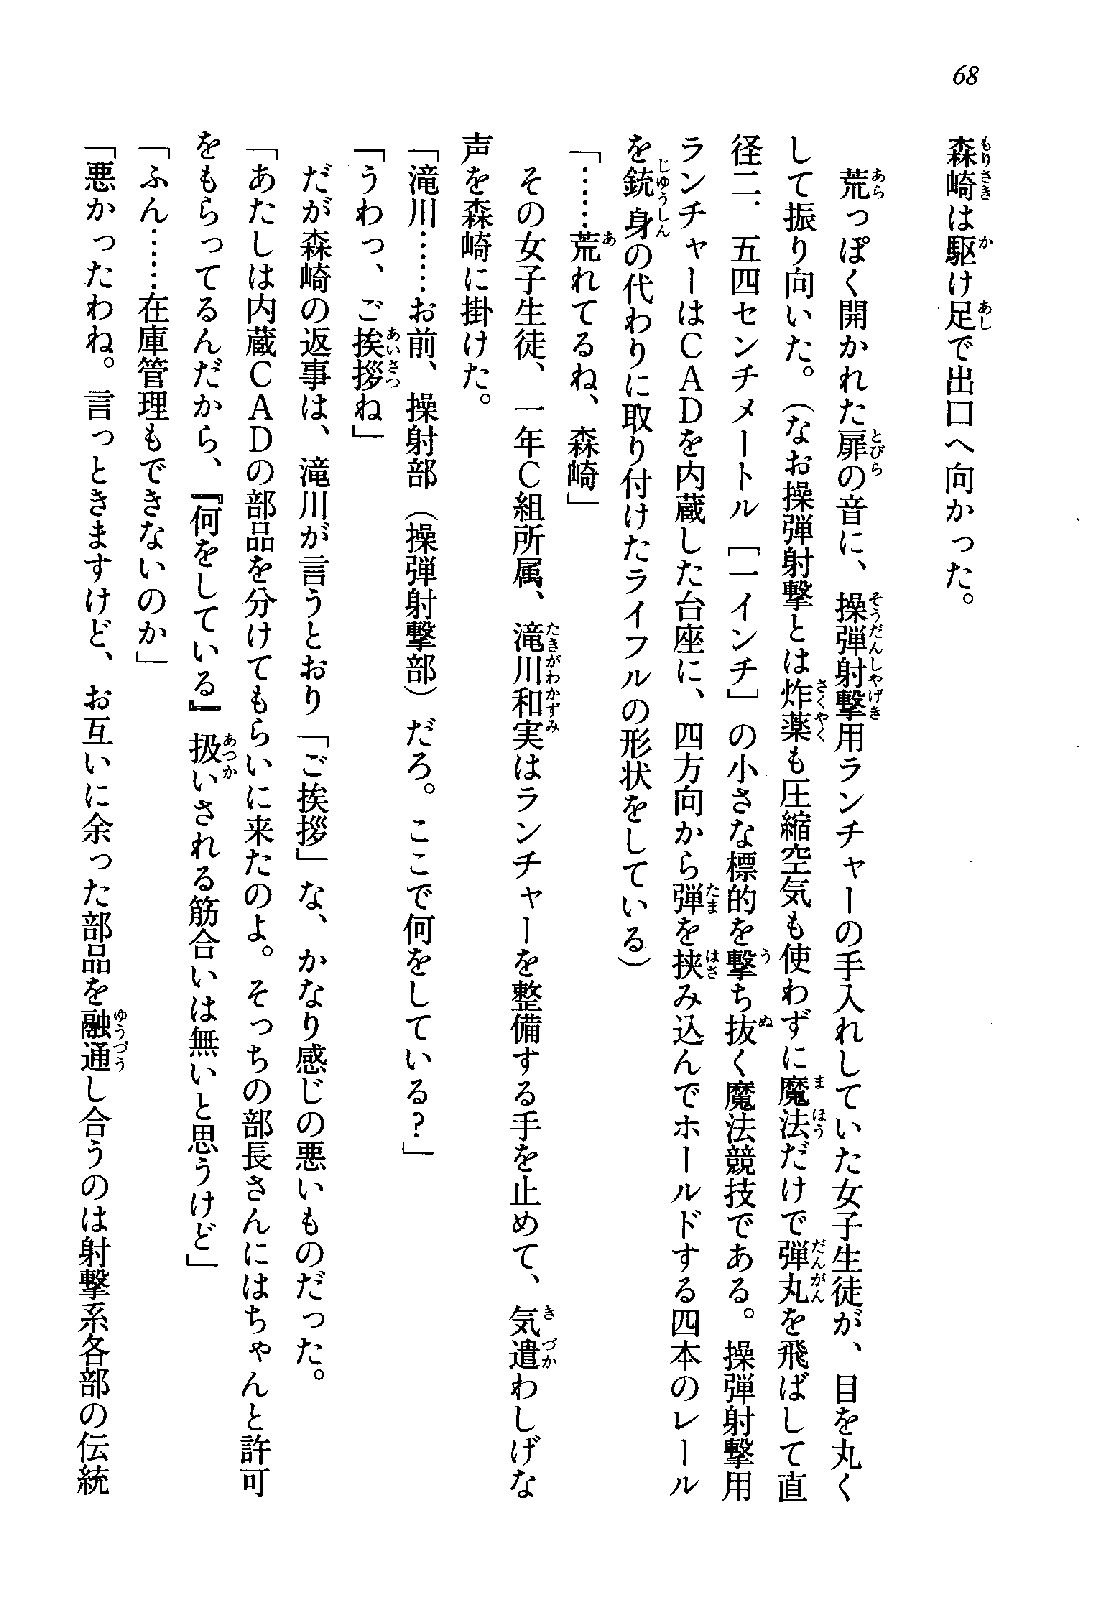 68
森崎は駆け足で出口へ向かった。
荒っぽく開かれた扉の音に、操弾射撃用ランチャーの手入れしていた女子生徒が、目を丸く
して振り向いた。（なお操弾射撃とは炸薬も圧縮空気も使わずに魔法だけで弾丸を飛ばして直
径二．五四センチメートル［一インチ］の小さな標的を撃ち抜く魔法競技である。操弾射撃用
ランチャーはＣＡＤを内蔵した台座に、四方向から弾を挟み込んでホールドする四本のレール
を銃身の代わりに取り付けたライフルの形状をしている）
「……荒れてるね、森崎」
その女子生徒、一年Ｃ組所属、滝川和実はランチャーを整備する手を止めて、気遣わしげな
声を森崎に掛けた。
「滝川……お前、操射部（操弾射撃部）だろ。ここで何をしている？」
「うわっ、ご挨拶ね」
だが森崎の返事は、滝川が言うとおり「ご挨拶」な、かなり感じの悪いものだった。
「あたしは内蔵ＣＡＤの部品を分けてもらいに来たのよ。そっちの部長さんにはちゃんと許可
をもらってるんだから、『何をしている』扱いされる筋合いは無いと思うけど」
「ふん……在庫管理もできないのか」
「悪かったわね。言っときますけど、お互いに余った部品を融通し合うのは射撃系各部の伝統